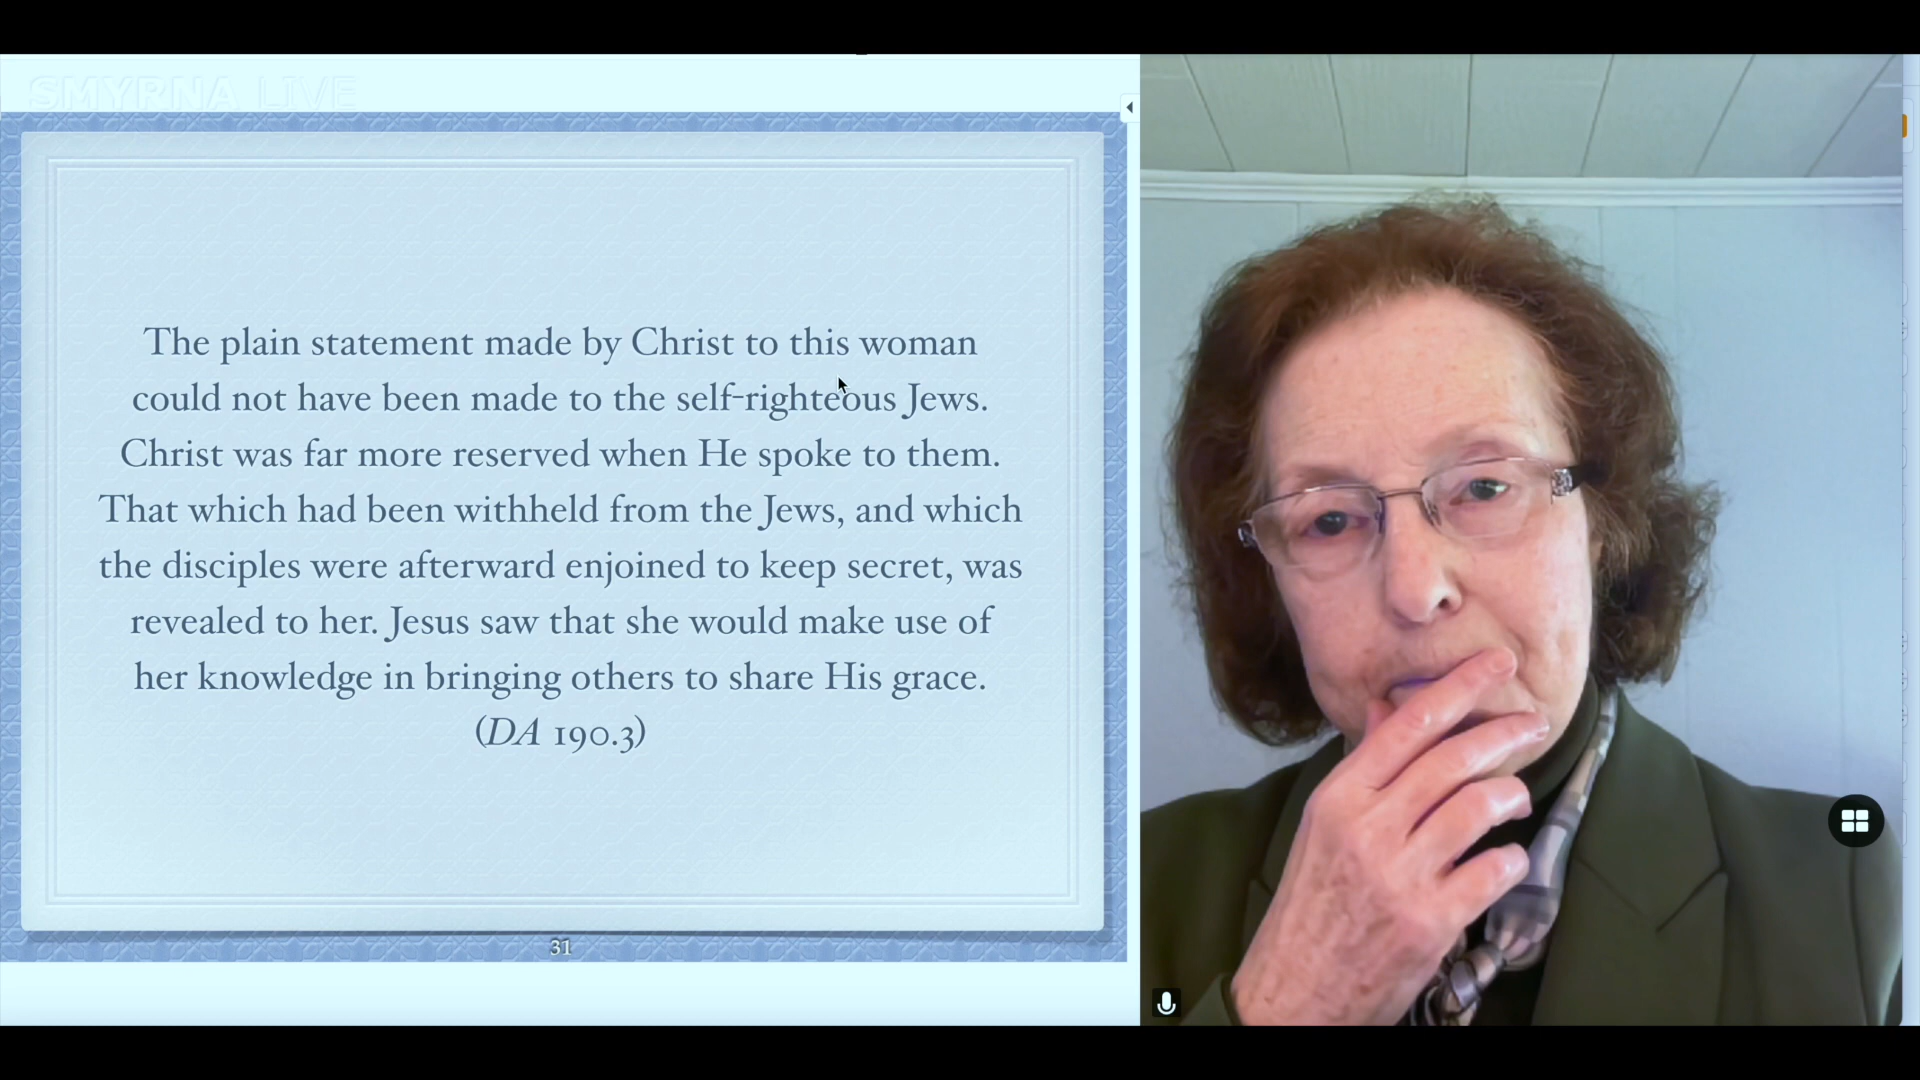 SMYRNA LIVE
The plain statement made by Christ to this woman
could not have been made to the self-righteous Jews.
Christ was far more reserved when He spoke to them.
That which had been withheld from the Jews, and which
the disciples were afterward enjoined to keep secret, was
revealed to her. Jesus saw that she would make use of
her knowledge in bringing others to share His grace.
(DA 190.3)
31